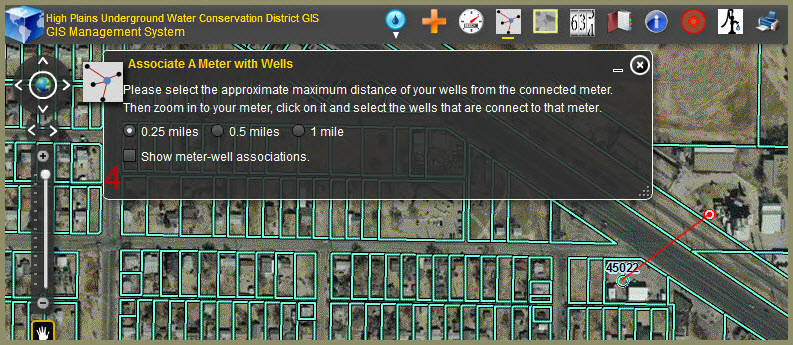 High Plains Underground Water Conservation District GIS
GIS Management System
Associate A Meter with Wells
Please select the approximate maximum distance of your wells from the connected meter.
Then zoom in to your meter, click on it and select the wells that are connect to that meter.
0.25 miles 0.5 miles 1 mile
Show meter-well associations.
4
45022